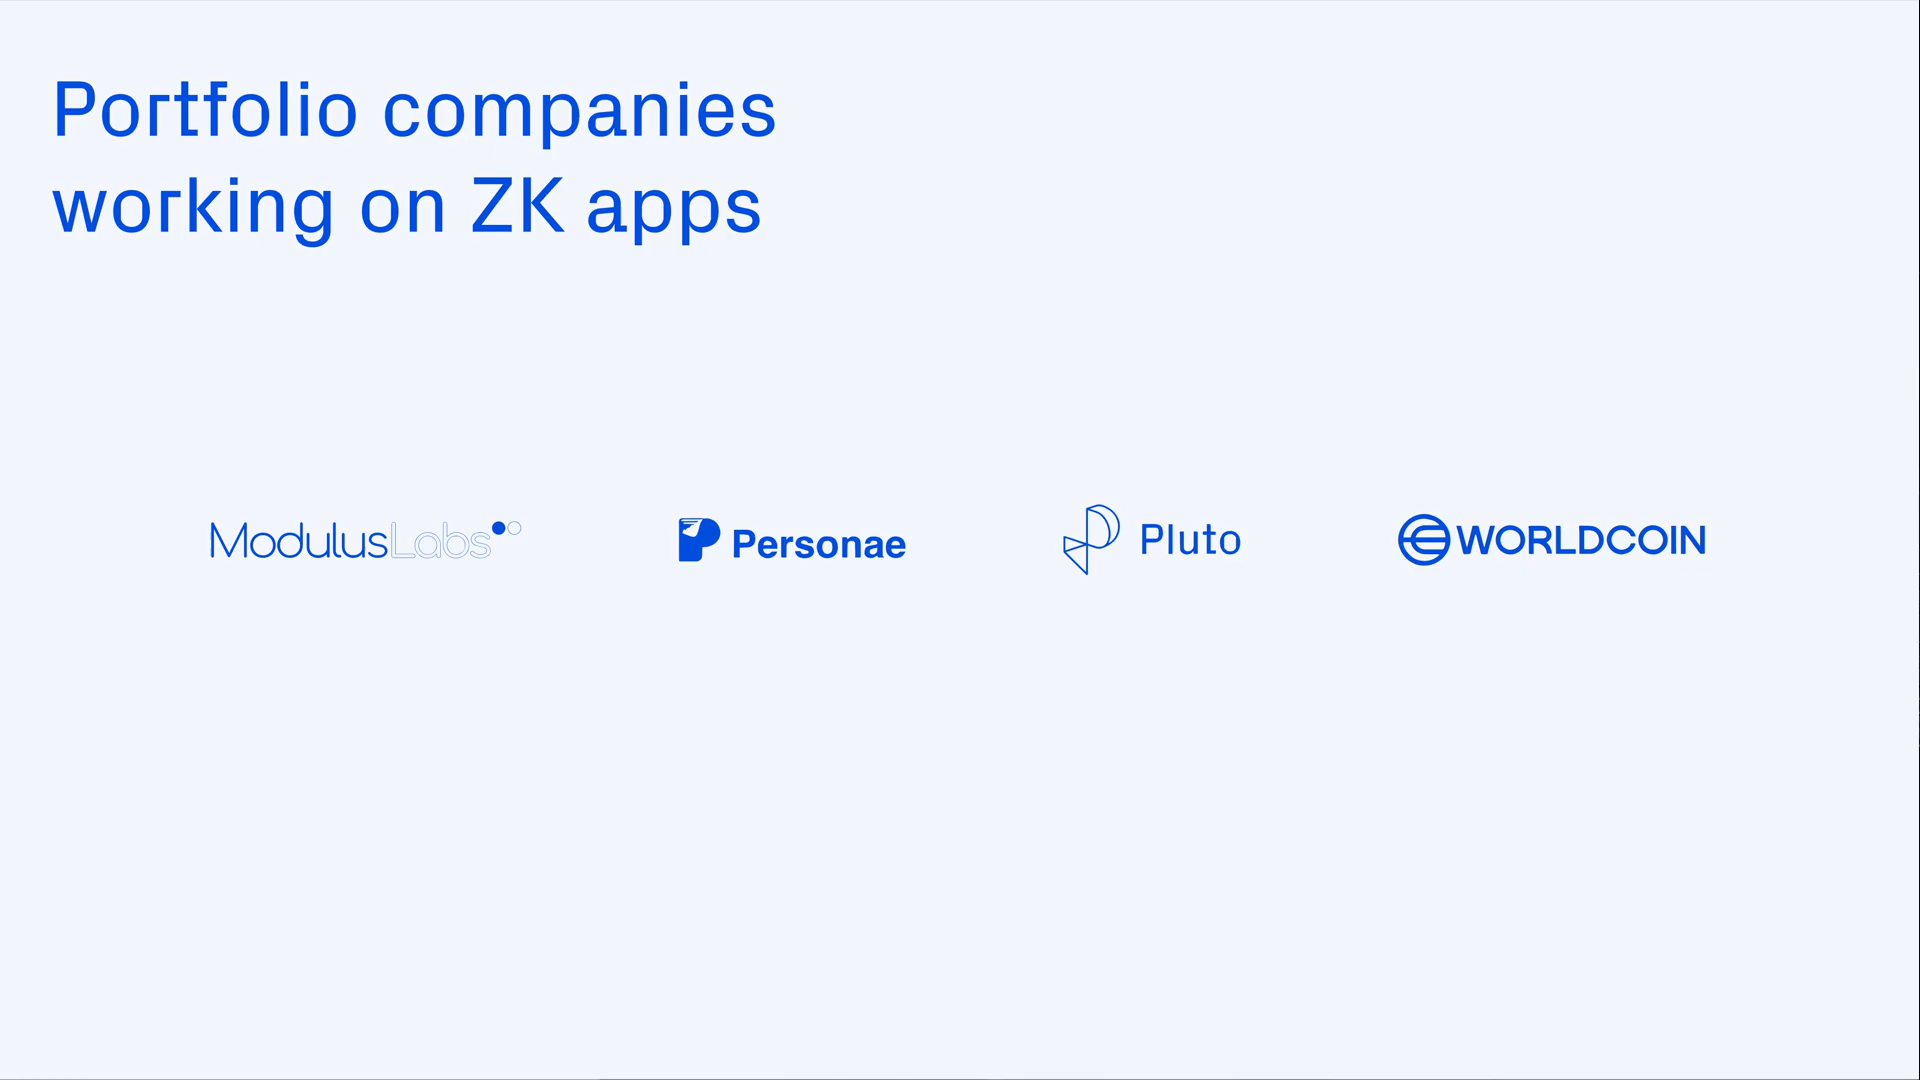 Portfolio companies
working on ZK apps
ModulusLabs
Personae
Pluto
WORLDCOIN